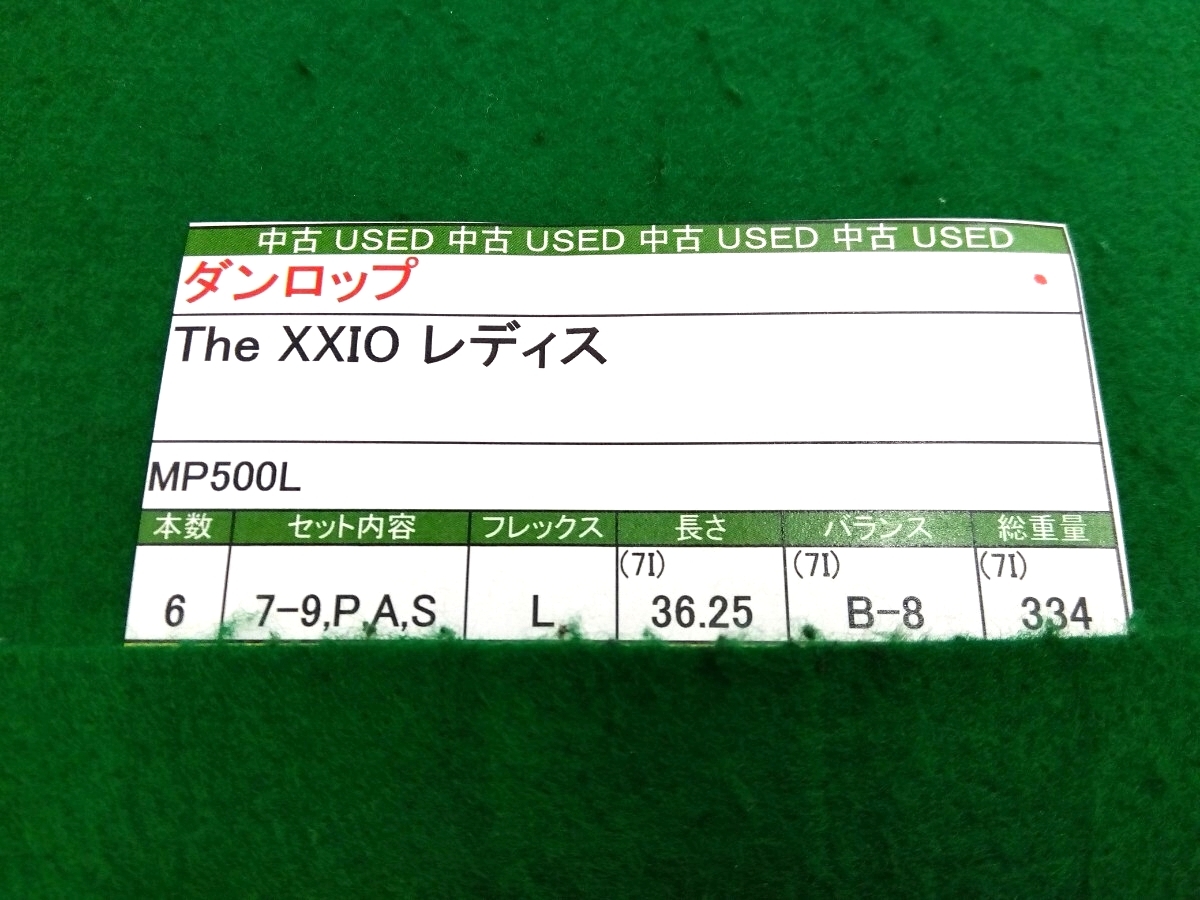 中古 USED 中古 USED 中古 USED 中古 USED
ダンロップ
The XXIO レディス
MP500L
本数 セット内容 フレックス 長さ バランス 総重量
(7I) (7I) (7I)
6 7-9,P,A,S L 36.25 B-8 334